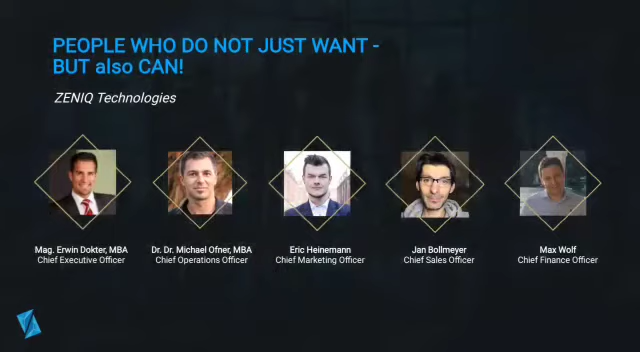 PEOPLE WHO DO NOT JUST WANT -
BUT also CAN!
ZENIQ Technologies
Mag. Erwin Dokter, MBA
Chief Executive Officer
Dr. Dr. Michael Ofner, MBA
Chief Operations Officer
Eric Heinemann
Chief Marketing Officer
Jan Bollmeyer
Chief Sales Officer
Max Wolf
Chief Finance Officer